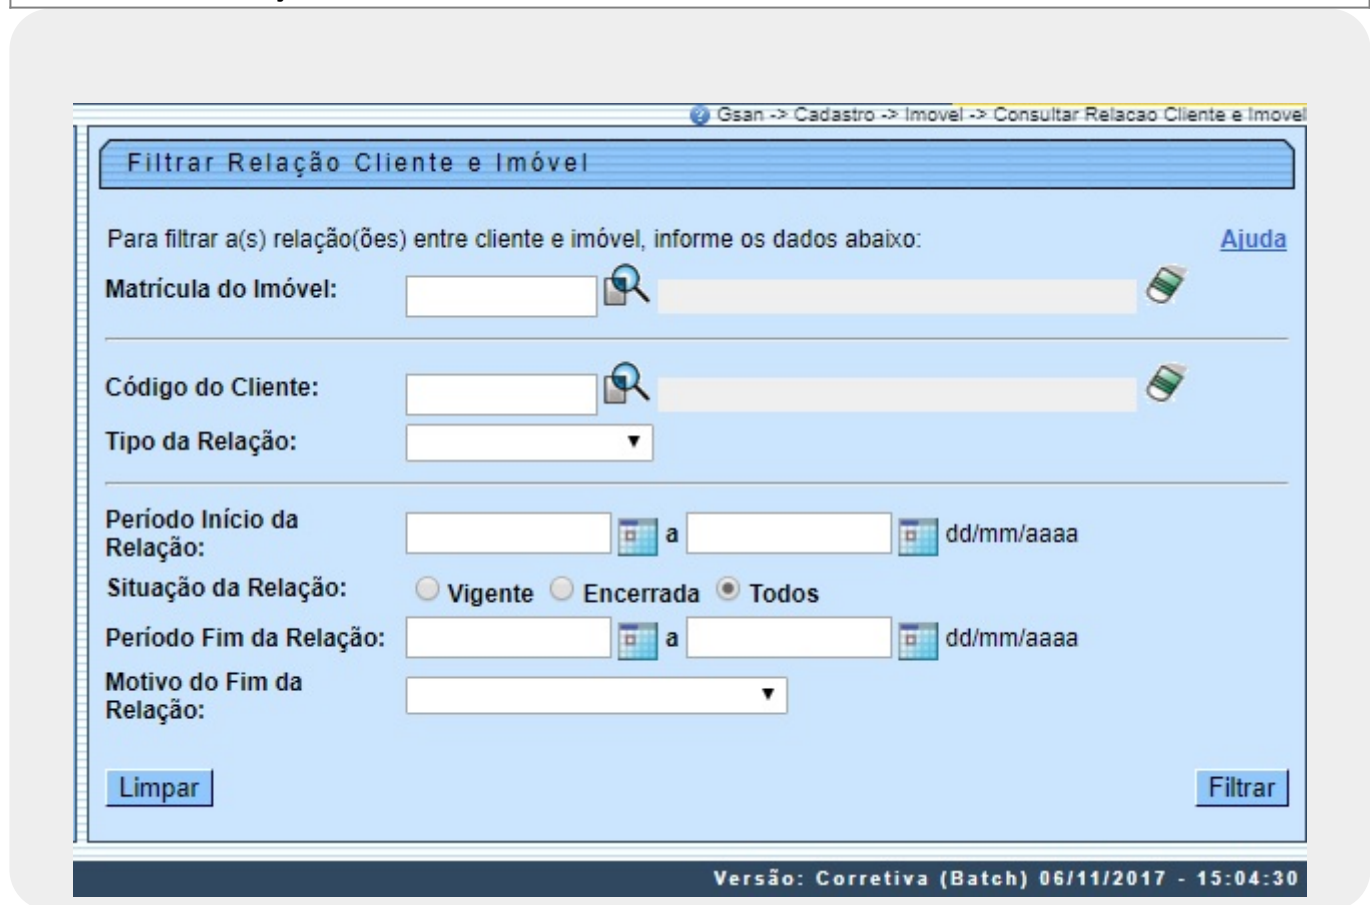 Gsan -> Cadastro -> Imovel -> Consultar Relacao Cliente e Imovel
Filtrar Relação Cliente e Imóvel
Para filtrar a(s) relação(ões) entre cliente e imóvel, informe os dados abaixo: Ajuda
Matrícula do Imóvel:
Código do Cliente:
Tipo da Relação:
Período Início da
Relação: a dd/mm/aaaa
Situação da Relação: Vigente Encerrada Todos
Período Fim da Relação: a dd/mm/aaaa
Motivo do Fim da
Relação:
Limpar Filtrar
Versão: Corretiva (Batch) 06/11/2017 - 15:04:30